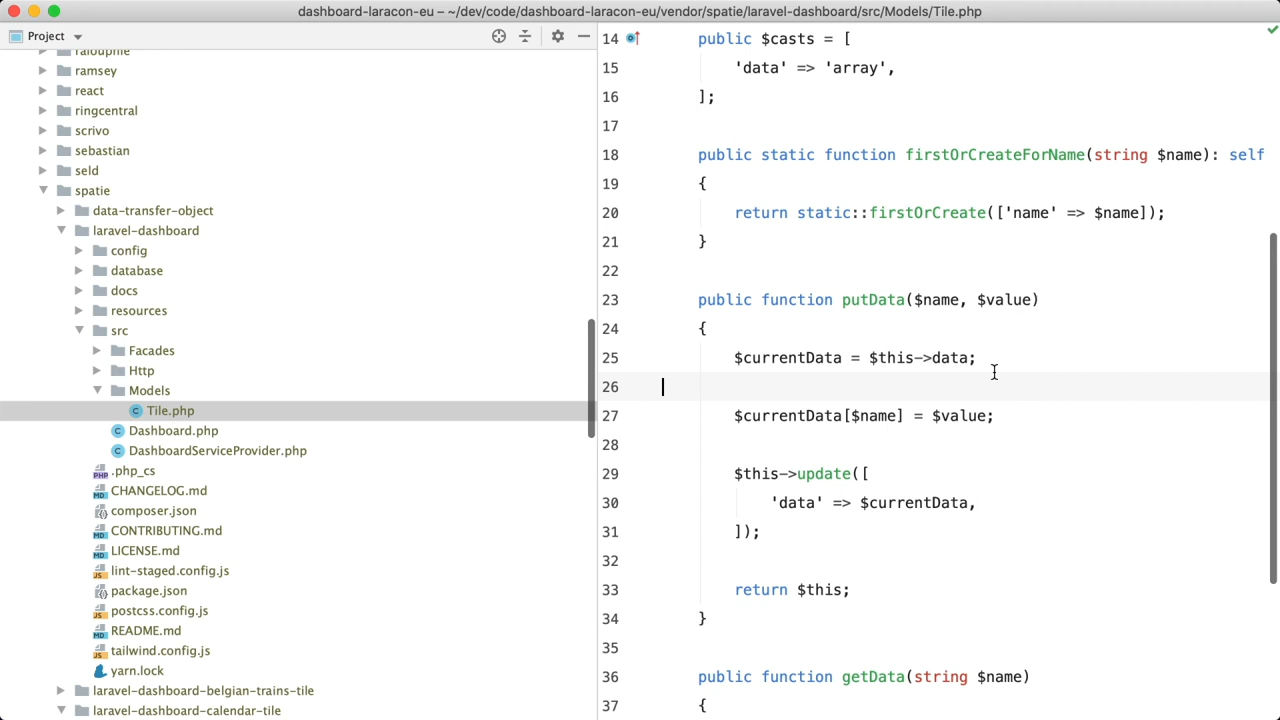 dashboard-laracon-eu – ~/dev/code/dashboard-laracon-eu/vendor/spatie/laravel-dashboard/src/Models/Tile.php
Project
ralouphie
ramsey
react
ringcentral
scrivo
sebastian
seld
spatie
data-transfer-object
laravel-dashboard
config
database
docs
resources
src
Facades
Http
Models
Tile.php
Dashboard.php
DashboardServiceProvider.php
.php_cs
CHANGELOG.md
composer.json
CONTRIBUTING.md
LICENSE.md
lint-staged.config.js
package.json
postcss.config.js
README.md
tailwind.config.js
yarn.lock
laravel-dashboard-belgian-trains-tile
laravel-dashboard-calendar-tile
14 public $casts = [
15 'data' => 'array',
16 ];
17
18 public static function firstOrCreateForName(string $name): self
19 {
20 return static::firstOrCreate(['name' => $name]);
21 }
22
23 public function putData($name, $value)
24 {
25 $currentData = $this->data;
26
27 $currentData[$name] = $value;
28
29 $this->update([
30 'data' => $currentData,
31 ]);
32
33 return $this;
34 }
35
36 public function getData(string $name)
37 {